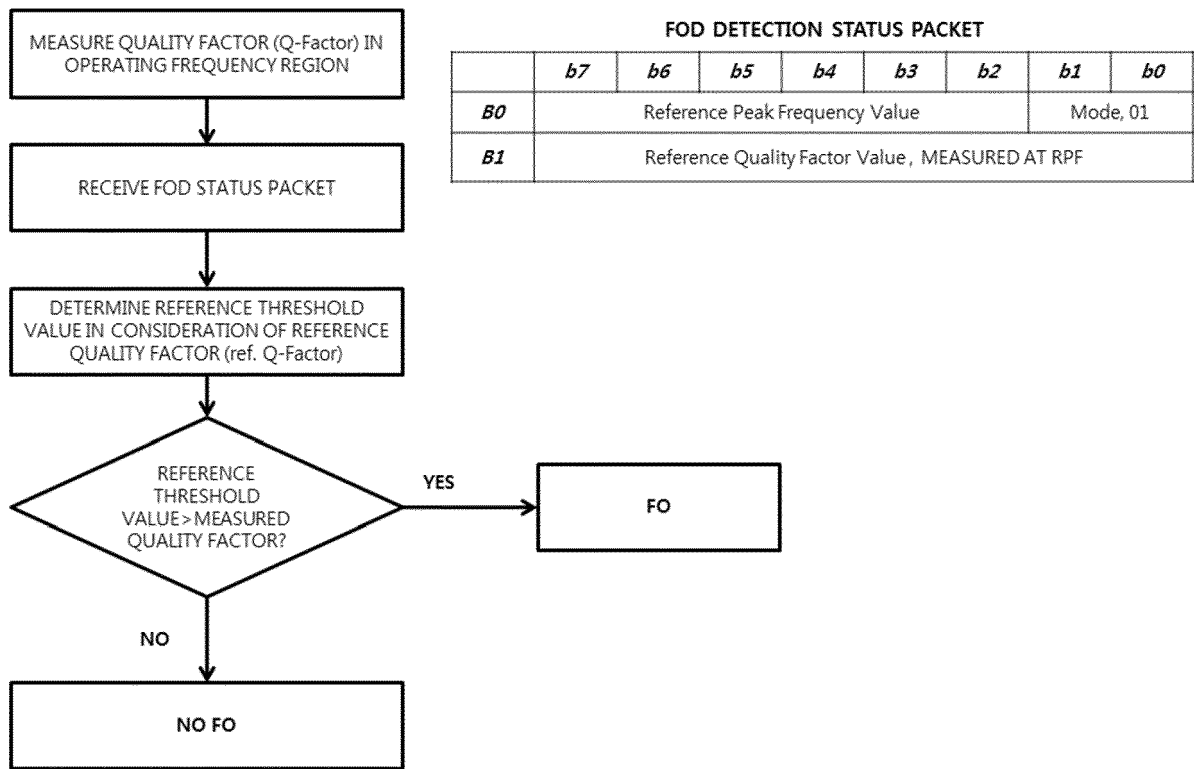 MEASURE QUALITY FACTOR (Q-Factor) IN
OPERATING FREQUENCY REGION
RECEIVE FOD STATUS PACKET
DETERMINE REFERENCE THRESHOLD
VALUE IN CONSIDERATION OF REFERENCE
QUALITY FACTOR (ref. Q-Factor)
REFERENCE
THRESHOLD
VALUE>MEASURED
QUALITY FACTOR?
YES
FO
NO
NO FO
FOD DETECTION STATUS PACKET
b7 b6 b5 b4 b3 b2 b1 b0
B0 Reference Peak Frequency Value Mode, 01
B1 Reference Quality Factor Value , MEASURED AT RPF